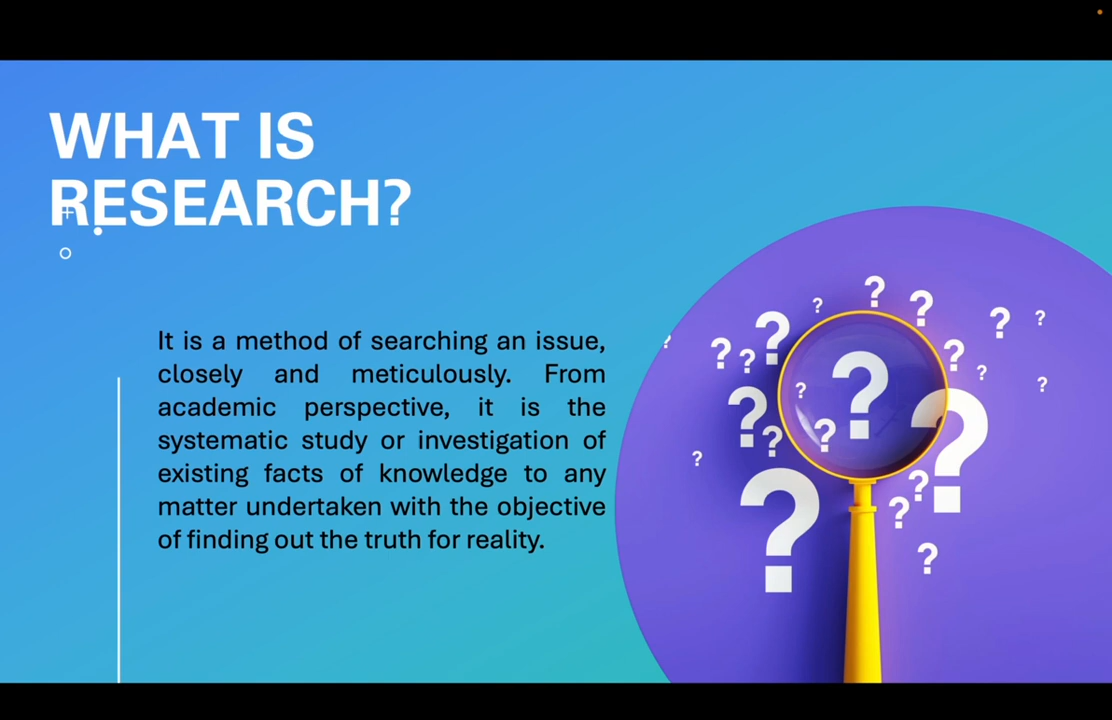 WHAT IS
RESEARCH?
It is a method of searching an issue,
closely and meticulously. From
academic perspective, it is the
systematic study or investigation of
existing facts of knowledge to any
matter undertaken with the objective
of finding out the truth for reality.